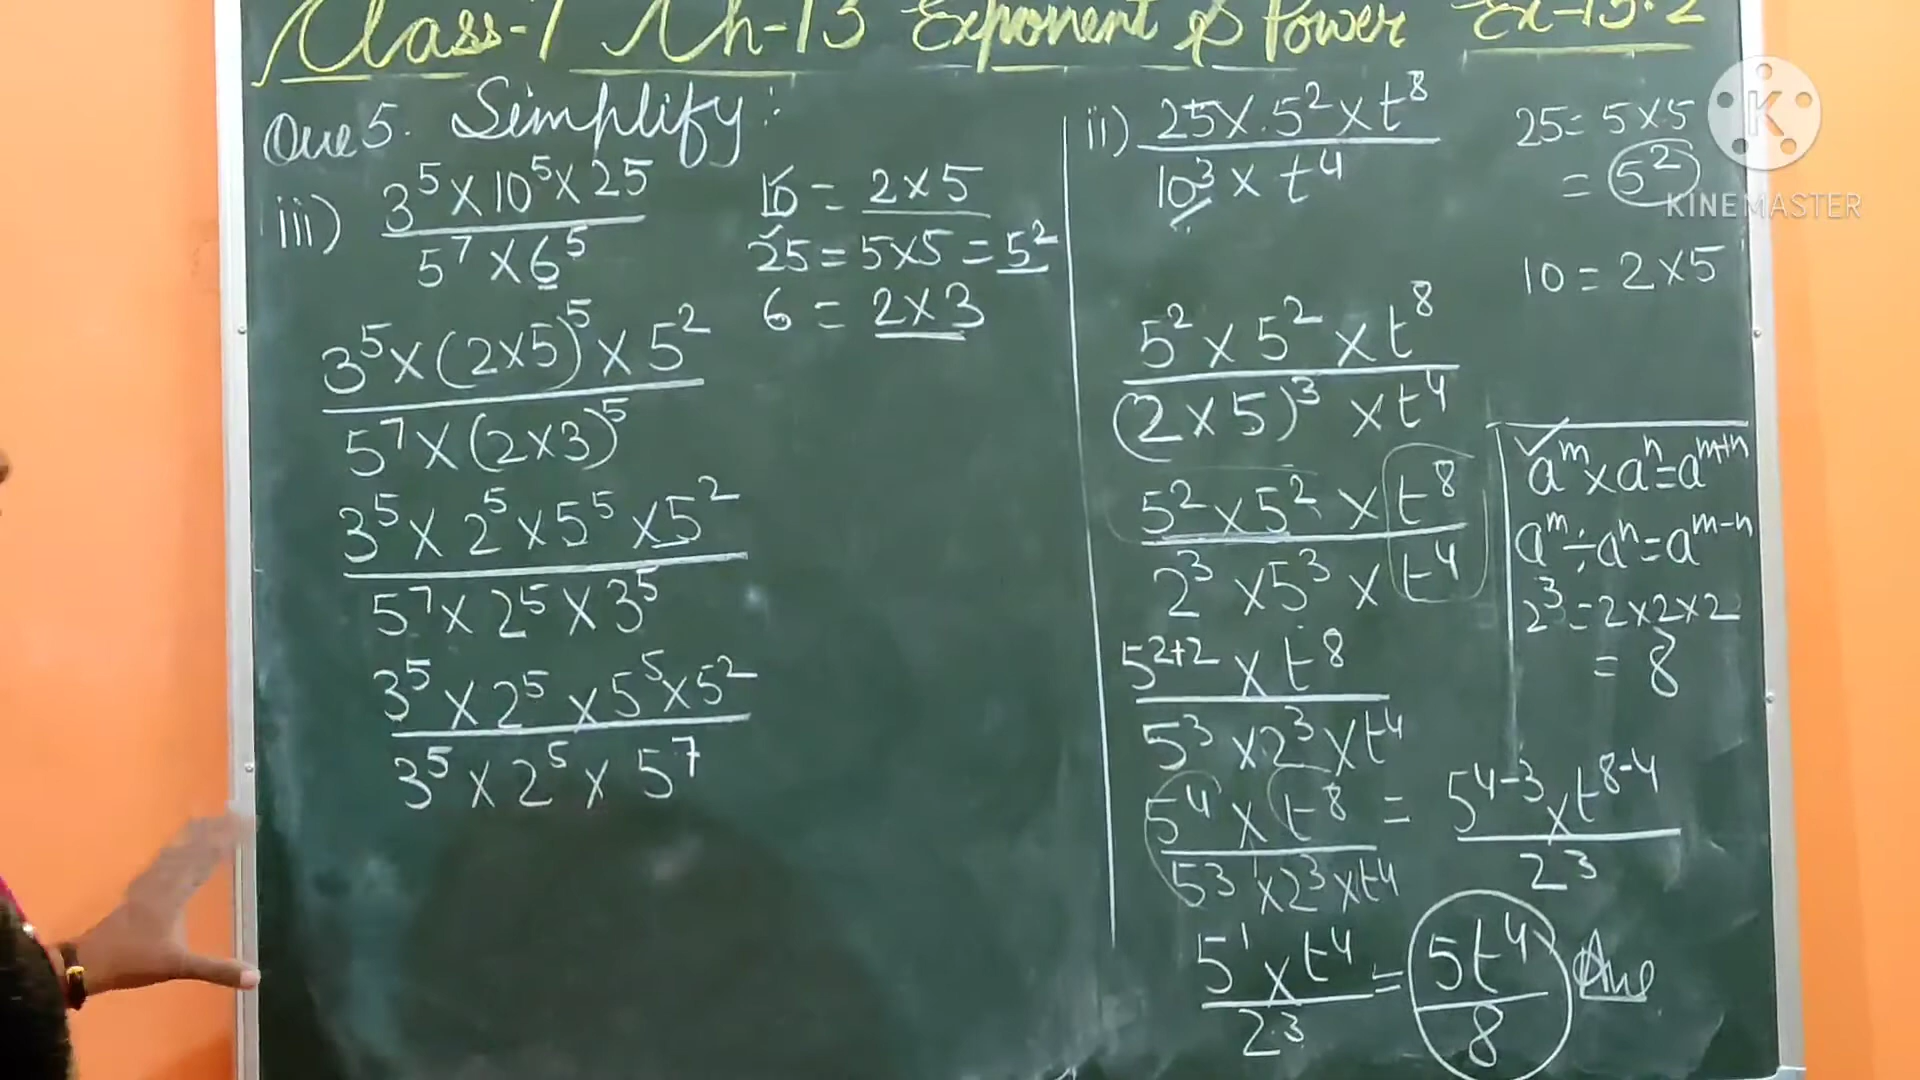 Class-7 Ch-13 Exponent & Power Ex-13.2
Que 5. Simplify:
iii) 3⁵ × 10⁵ × 25
5⁷ × 6⁵
10 = 2 × 5
25 = 5 × 5 = 5²
6 = 2 × 3
3⁵ × (2 × 5)⁵ × 5²
5⁷ × (2 × 3)⁵
3⁵ × 2⁵ × 5⁵ × 5²
5⁷ × 2⁵ × 3⁵
3⁵ × 2⁵ × 5⁵ × 5²
3⁵ × 2⁵ × 5⁷
ii) 25 × 5² × t⁸
10³ × t⁴
25 = 5 × 5
= 5²
10 = 2 × 5
5² × 5² × t⁸
(2 × 5)³ × t⁴
5² × 5² × t⁸
2³ × 5³ × t⁴
5²⁺² × t⁸
5³ × 2³ × t⁴
5⁴ × t⁸ =
5³ × 2³ × t⁴
5⁴⁻³ × t⁸⁻⁴
2³
5¹ × t⁴ =
2³
5t⁴
8
Ans
aᵐ × aⁿ = aᵐ⁺ⁿ
aᵐ ÷ aⁿ = aᵐ⁻ⁿ
2³ = 2 × 2 × 2
= 8
K
KINEMASTER